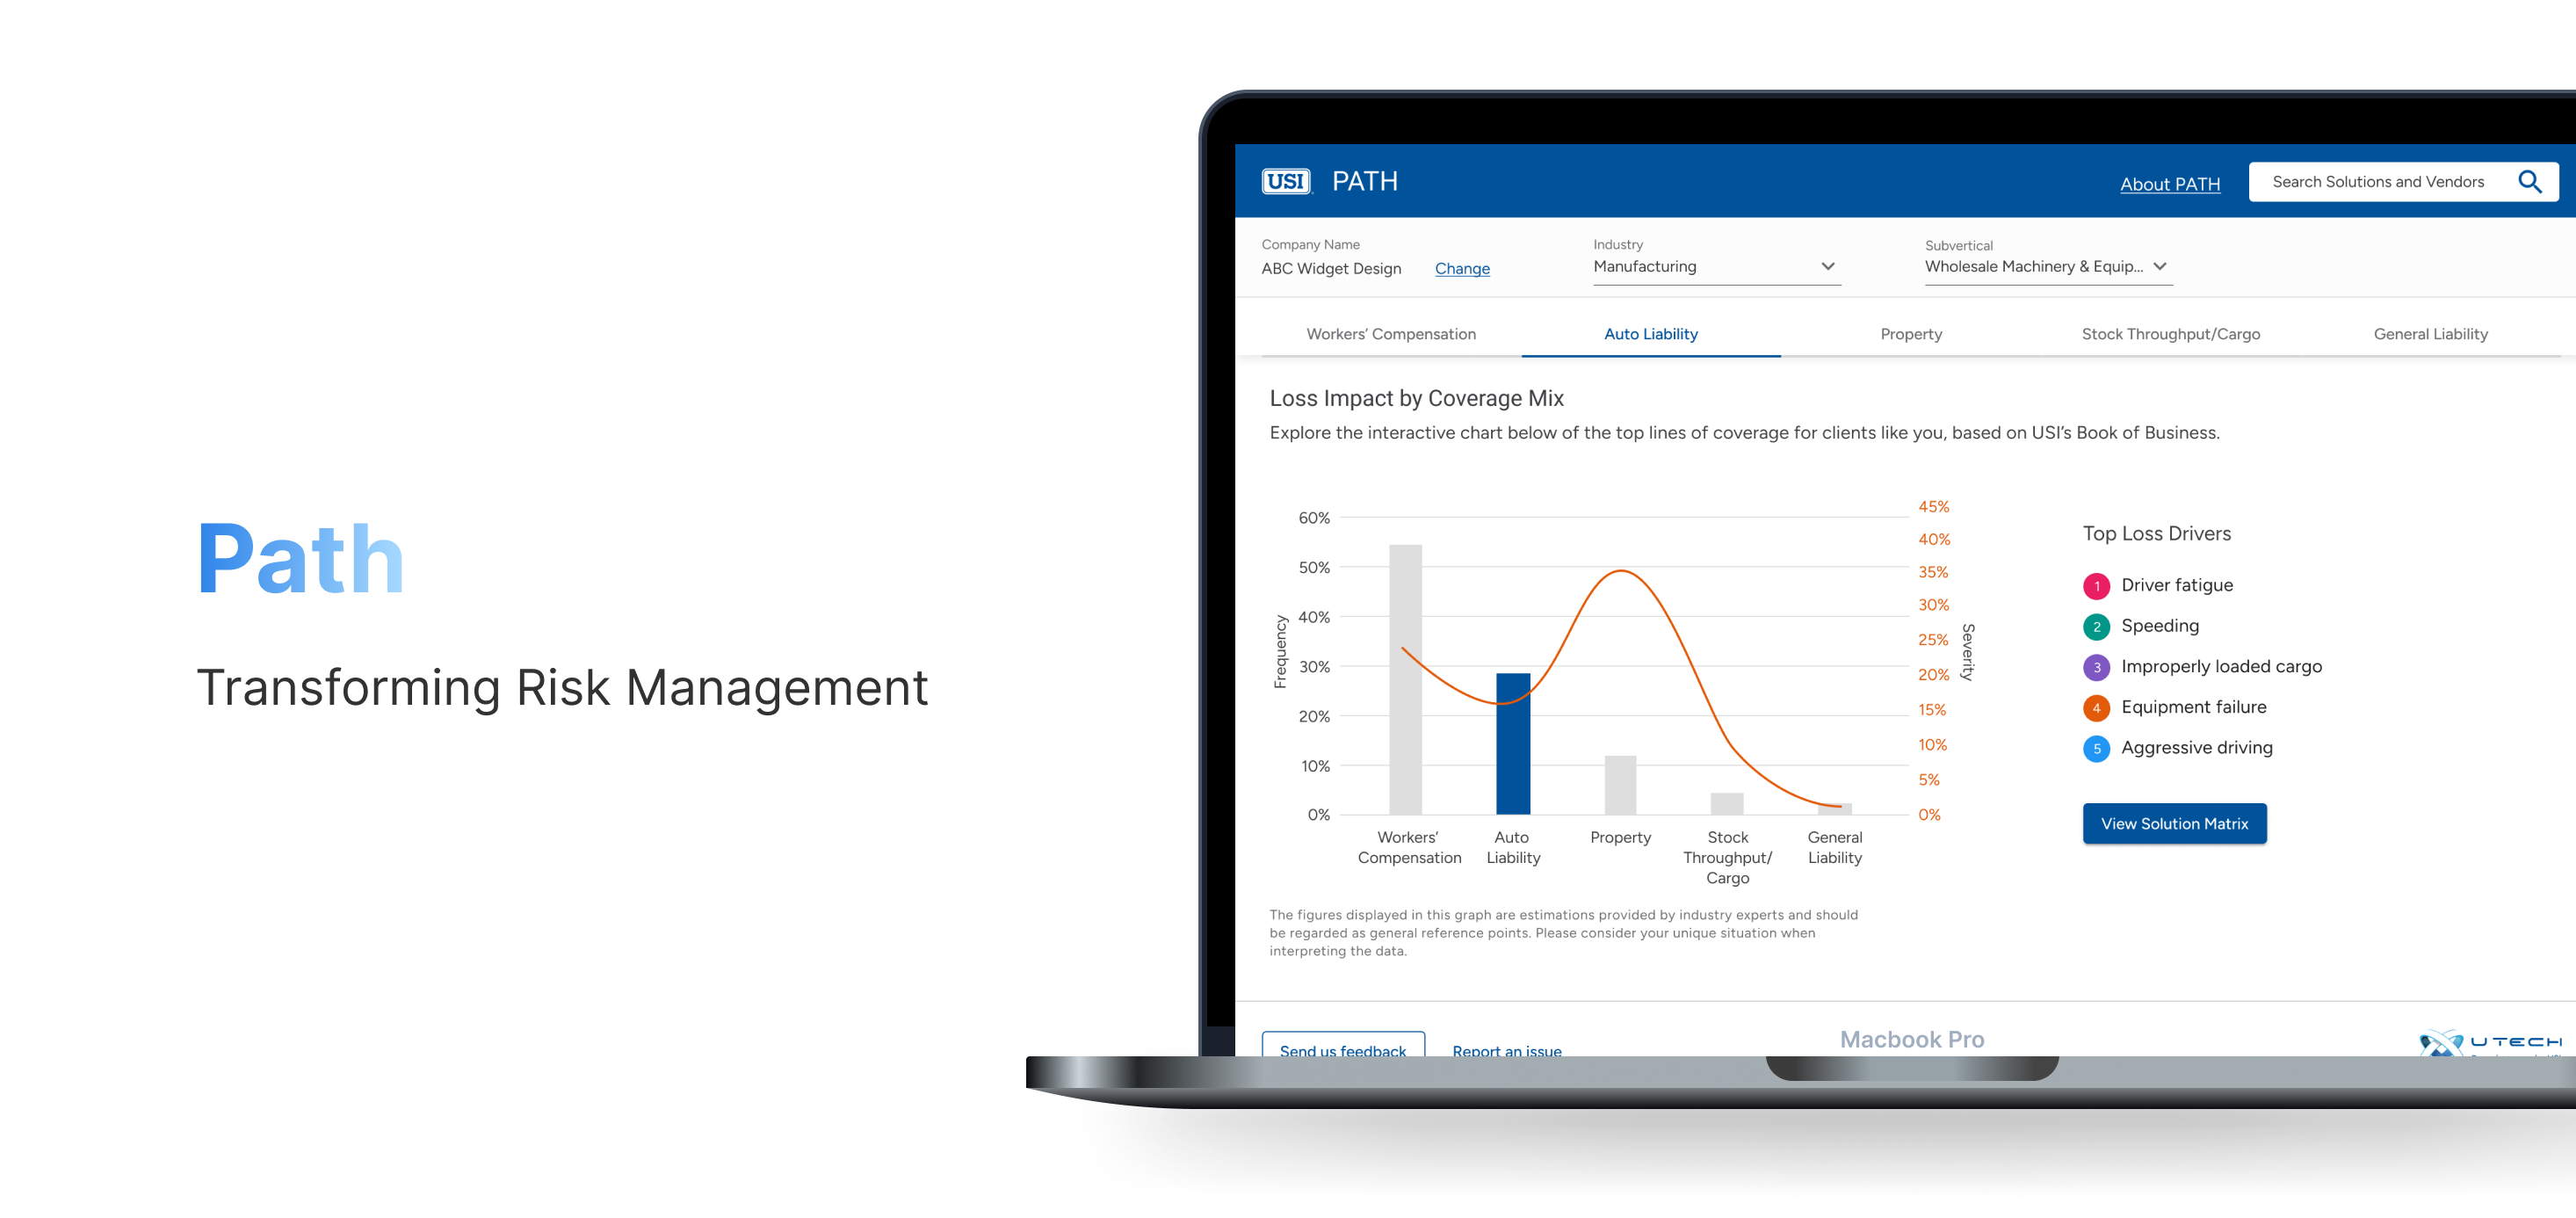 Path
Transforming Risk Management
USI PATH
About PATH
Search Solutions and Vendors
Company Name
ABC Widget Design
Change
Industry
Manufacturing
Subvertical
Wholesale Machinery & Equip...
Workers’ Compensation
Auto Liability
Property
Stock Throughput/Cargo
General Liability
Loss Impact by Coverage Mix
Explore the interactive chart below of the top lines of coverage for clients like you, based on USI’s Book of Business.
Frequency
60%
50%
40%
30%
20%
10%
0%
45%
40%
35%
30%
25%
20%
15%
10%
5%
0%
Severity
Workers’
Compensation
Auto
Liability
Property
Stock
Throughput/
Cargo
General
Liability
The figures displayed in this graph are estimations provided by industry experts and should
be regarded as general reference points. Please consider your unique situation when
interpreting the data.
Top Loss Drivers
1 Driver fatigue
2 Speeding
3 Improperly loaded cargo
4 Equipment failure
5 Aggressive driving
View Solution Matrix
Send us feedback
Report an issue
Macbook Pro
UTECH